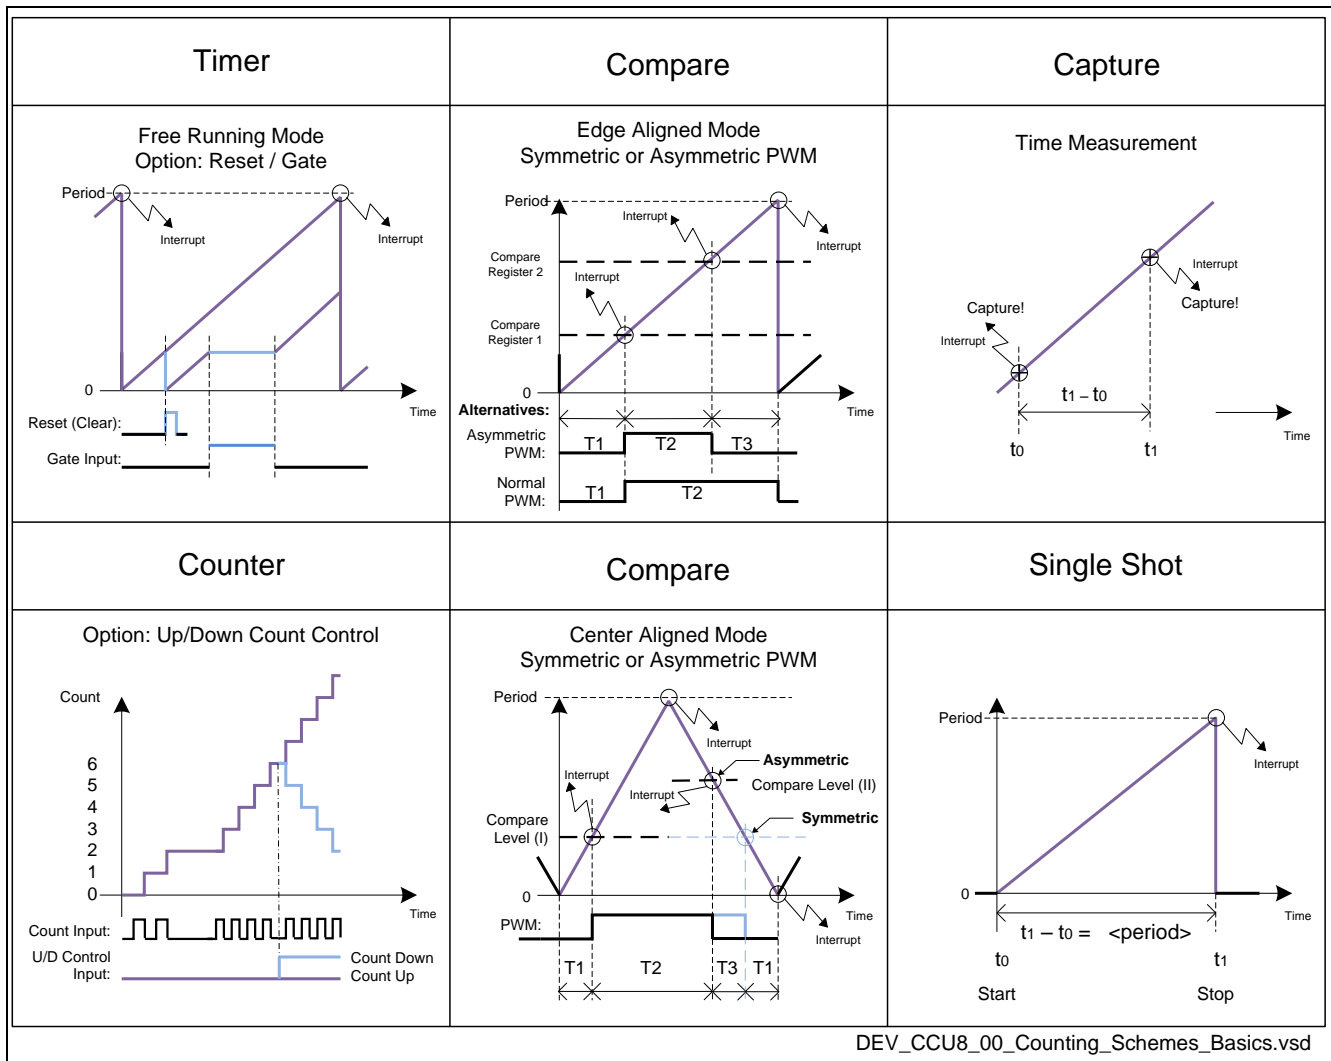 Timer
Free Running Mode
Option: Reset / Gate
Period
Interrupt
Interrupt
0
Time
Reset (Clear):
Gate Input:
Compare
Edge Aligned Mode
Symmetric or Asymmetric PWM
Period
Interrupt
Interrupt
Compare
Register 2
Interrupt
Compare
Register 1
0
Time
Alternatives:
Asymmetric
PWM:
T1
T2
T3
Normal
PWM:
T1
T2
Capture
Time Measurement
Interrupt
Capture!
Capture!
Interrupt
t1 – t0
Time
t0
t1
Counter
Option: Up/Down Count Control
Count
6
5
4
3
2
1
0
Time
Count Input:
U/D Control
Input:
Count Down
Count Up
Compare
Center Aligned Mode
Symmetric or Asymmetric PWM
Period
Interrupt
Asymmetric
Interrupt
Compare Level (II)
Interrupt
Compare
Level (I)
Symmetric
0
Time
PWM:
Interrupt
T1
T2
T3
T1
Single Shot
Period
Interrupt
0
Time
t1 – t0 = <period>
t0
t1
Start
Stop
DEV_CCU8_00_Counting_Schemes_Basics.vsd